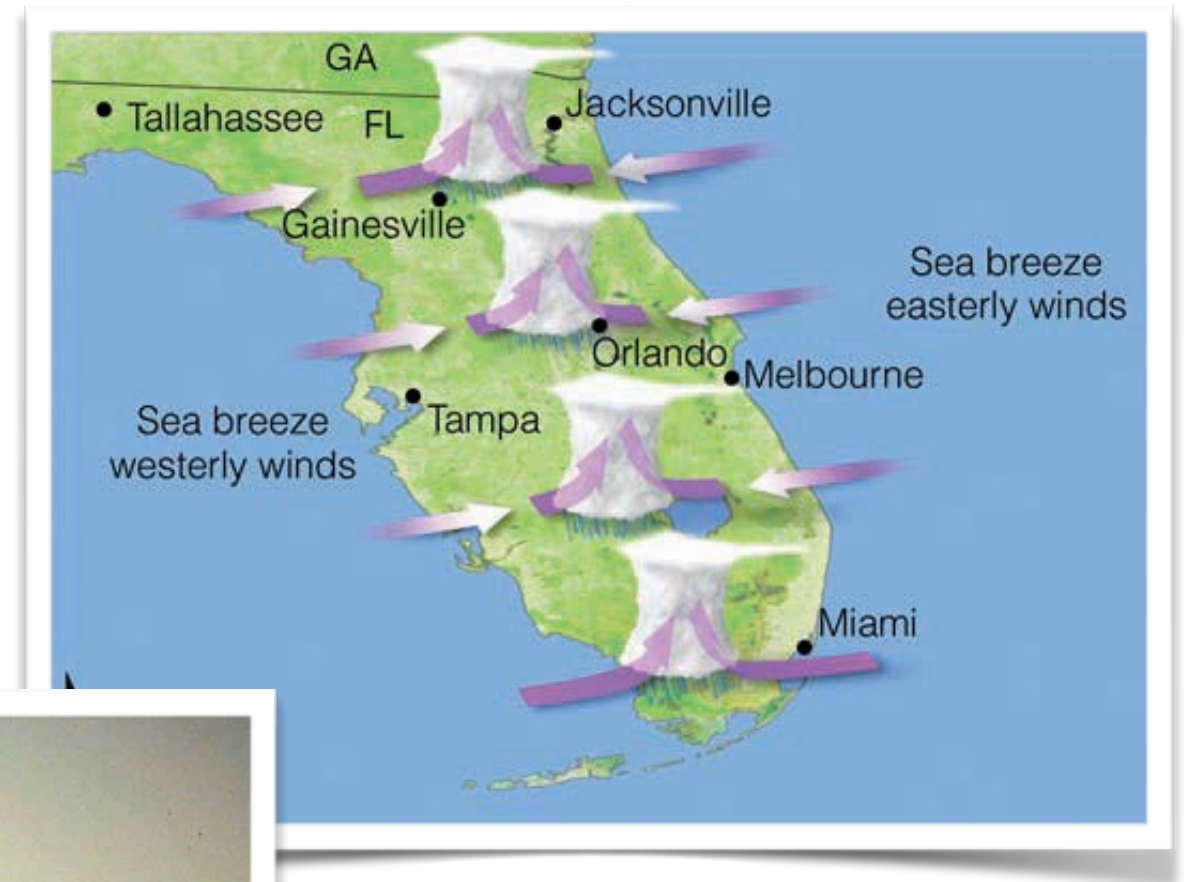 GA
Tallahassee
FL
Jacksonville
Gainesville
Sea breeze
easterly winds
Orlando
Melbourne
Sea breeze
westerly winds
Tampa
Miami